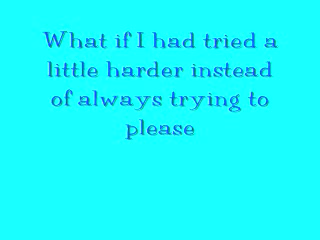 What if I had tried a
little harder instead
of always trying to
please